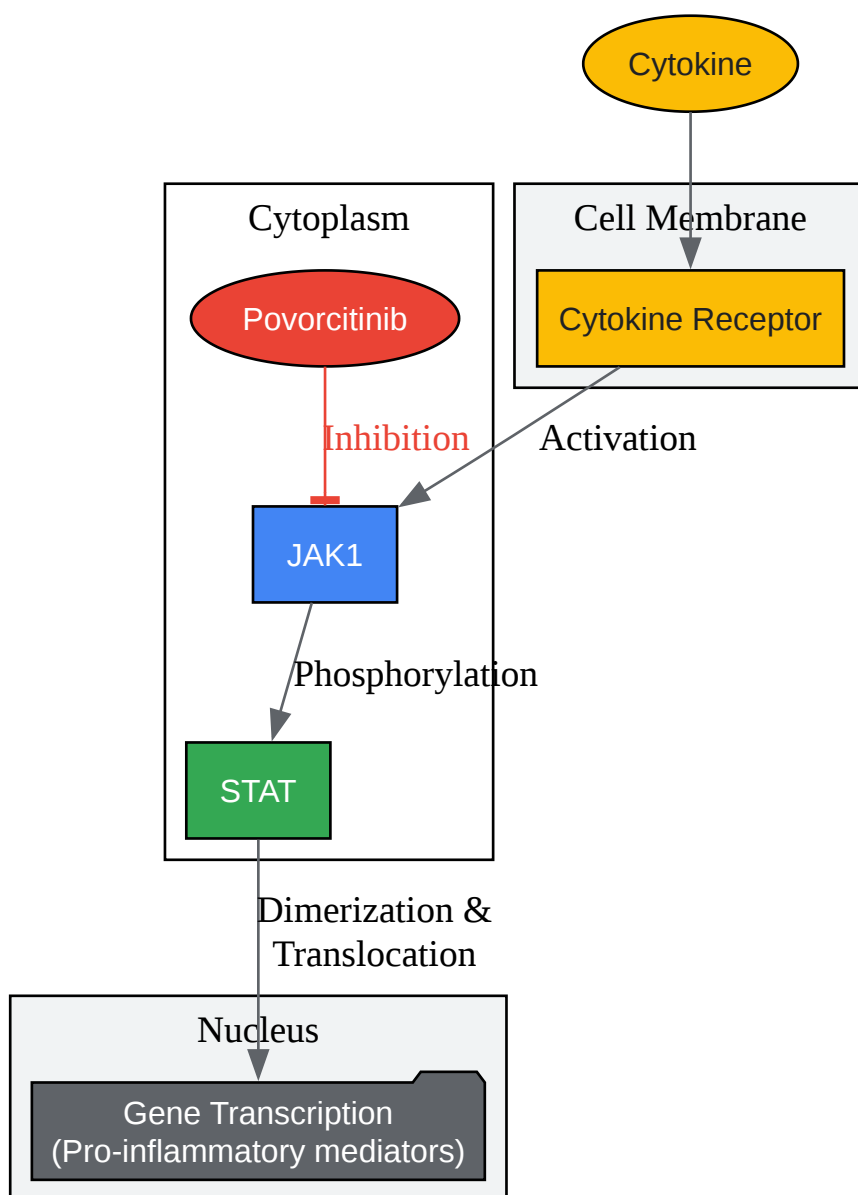 Cytokine
Cytoplasm
Cell Membrane
Povorcitinib
Cytokine Receptor
Inhibition
Activation
JAK1
Phosphorylation
STAT
Dimerization &
Translocation
Nucleus
Gene Transcription
(Pro-inflammatory mediators)